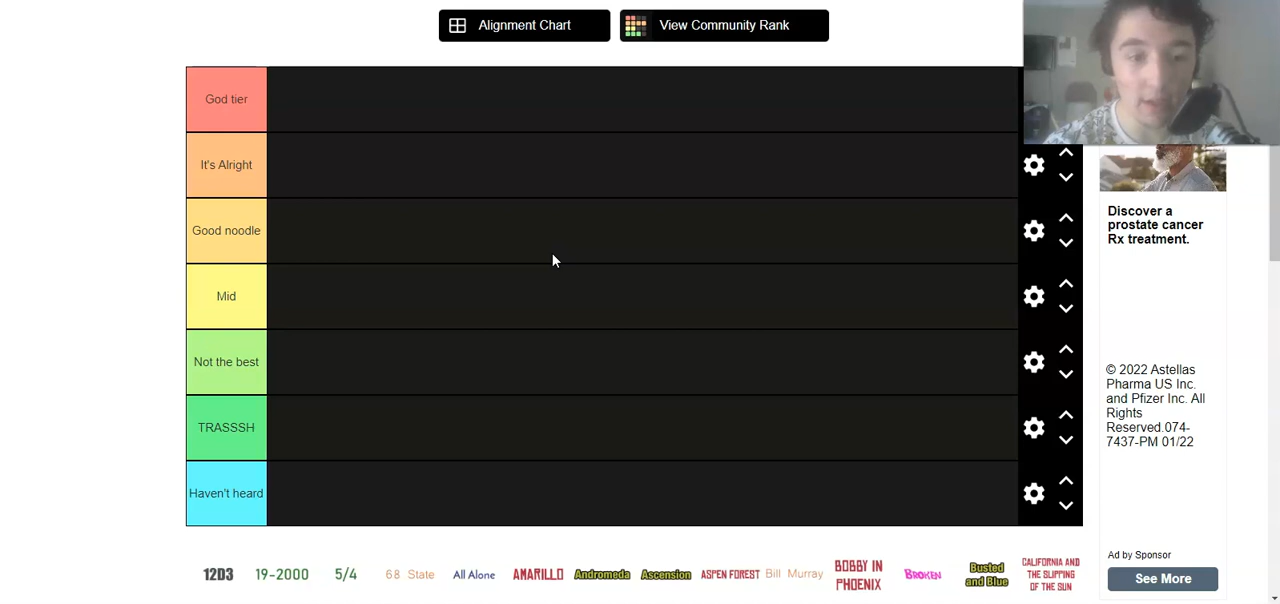 Alignment Chart
View Community Rank
God tier
It's Alright
Good noodle
Mid
Not the best
TRASSSH
Haven't heard
Discover a
prostate cancer
Rx treatment.
© 2022 Astellas
Pharma US Inc.
and Pfizer Inc. All
Rights
Reserved.074-
7437-PM 01/22
Ad by Sponsor
See More
12D3
19-2000
5/4
68 State
All Alone
AMARILLO
Andromeda
Ascension
ASPEN FOREST
Bill Murray
BOBBY IN
PHOENIX
BROKEN
Busted
and Blue
CALIFORNIA AND
THE SLIPPING
OF THE SUN